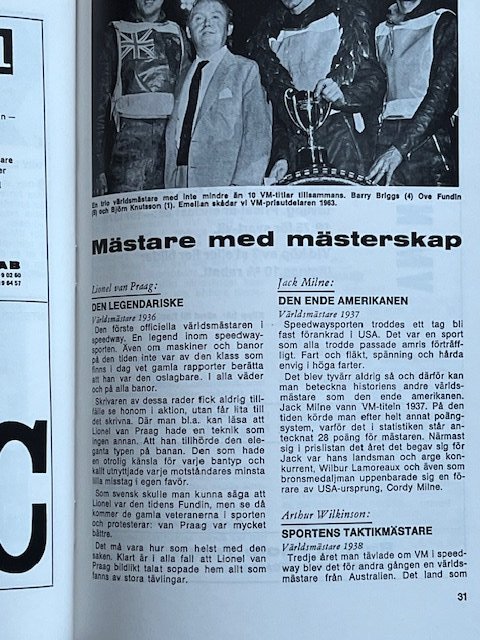 En trio världsmästare med inte mindre än 10 VM-titlar tillsammans. Barry Briggs (4) Ove Fundin
(5) och Björn Knutsson (1). Emellan skådar vi VM-prisutdelaren 1963.
Mästare med mästerskap
Lionel van Praag:
DEN LEGENDARISKE
Världsmästare 1936
Den förste officiella världsmästaren i
speedway. En legend inom speedway-
sporten. Även om maskiner och banor
på den tiden inte var av den klass som
finns i dag vet gamla rapporter berätta
att han var den oslagbare. I alla väder
och på alla banor.
Skrivaren av dessa rader fick aldrig till-
fälle se honom i aktion, utan får lita till
det skrivna. Där man bl.a. kan läsa att
Lionel van Praag hade en teknik som
ingen annan. Att han tillhörde den ele-
ganta typen på banan. Den som hade
en otrolig känsla för varje bantyp och
kallt utnyttjade varje motståndares minsta
lilla misstag i egen favör.
Som svensk skulle man kunna säga att
Lionel var den tidens Fundin, men se då
kommer de gamla veteranerna i sporten
och protesterar: van Praag var mycket
bättre.
Det må vara hur som helst med den
saken. Klart är i alla fall att Lionel van
Praag bildlikt talat sopade hem allt som
fanns av stora tävlingar.
Jack Milne:
DEN ENDE AMERIKANEN
Världsmästare 1937
Speedwaysporten troddes ett tag bli
fast förankrad i USA. Det var en sport
som alla trodde passade amris förträff-
ligt. Fart och fläkt, spänning och hårda
envig i höga farter.
Det blev tyvärr aldrig så och därför kan
man beteckna historiens andre världs-
mästare som den ende amerikanen.
Jack Milne vann VM-titeln 1937. På den
tiden körde man efter helt annat poäng-
system, varför det i statistiken står an-
tecknat 28 poäng för mästaren. Närmast
sig i prislistan det året det begav sig för
Jack var hans landsman och arge kon-
kurrent, Wilbur Lamoreaux och även som
bronsmedaljman uppenbarade sig en fö-
rare av USA-ursprung, Cordy Milne.
Arthur Wilkinson:
SPORTENS TAKTIKMÄSTARE
Världsmästare 1938
Tredje året man tävlade om VM i speed-
way blev det för andra gången en världs-
mästare från Australien. Det land som
31
are
er
AB
9 02 60
9 64 57